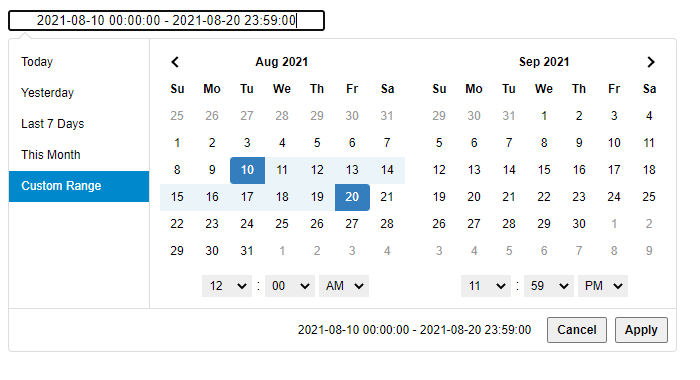 2021-08-10 00:00:00 - 2021-08-20 23:59:00
Today
Yesterday
Last 7 Days
This Month
Custom Range
Aug 2021
Su Mo Tu We Th Fr Sa
25 26 27 28 29 30 31
1 2 3 4 5 6 7
8 9 10 11 12 13 14
15 16 17 18 19 20 21
22 23 24 25 26 27 28
29 30 31 1 2 3 4
12 : 00 AM
Sep 2021
Su Mo Tu We Th Fr Sa
29 30 31 1 2 3 4
5 6 7 8 9 10 11
12 13 14 15 16 17 18
19 20 21 22 23 24 25
26 27 28 29 30 1 2
3 4 5 6 7 8 9
11 : 59 PM
2021-08-10 00:00:00 - 2021-08-20 23:59:00 Cancel Apply